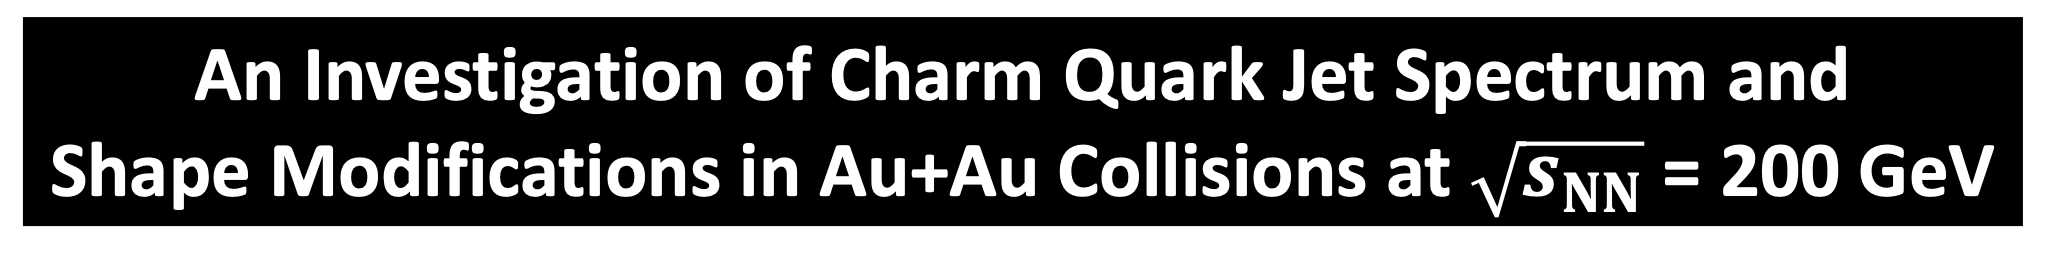 An Investigation of Charm Quark Jet Spectrum and
Shape Modifications in Au+Au Collisions at √sNN = 200 GeV